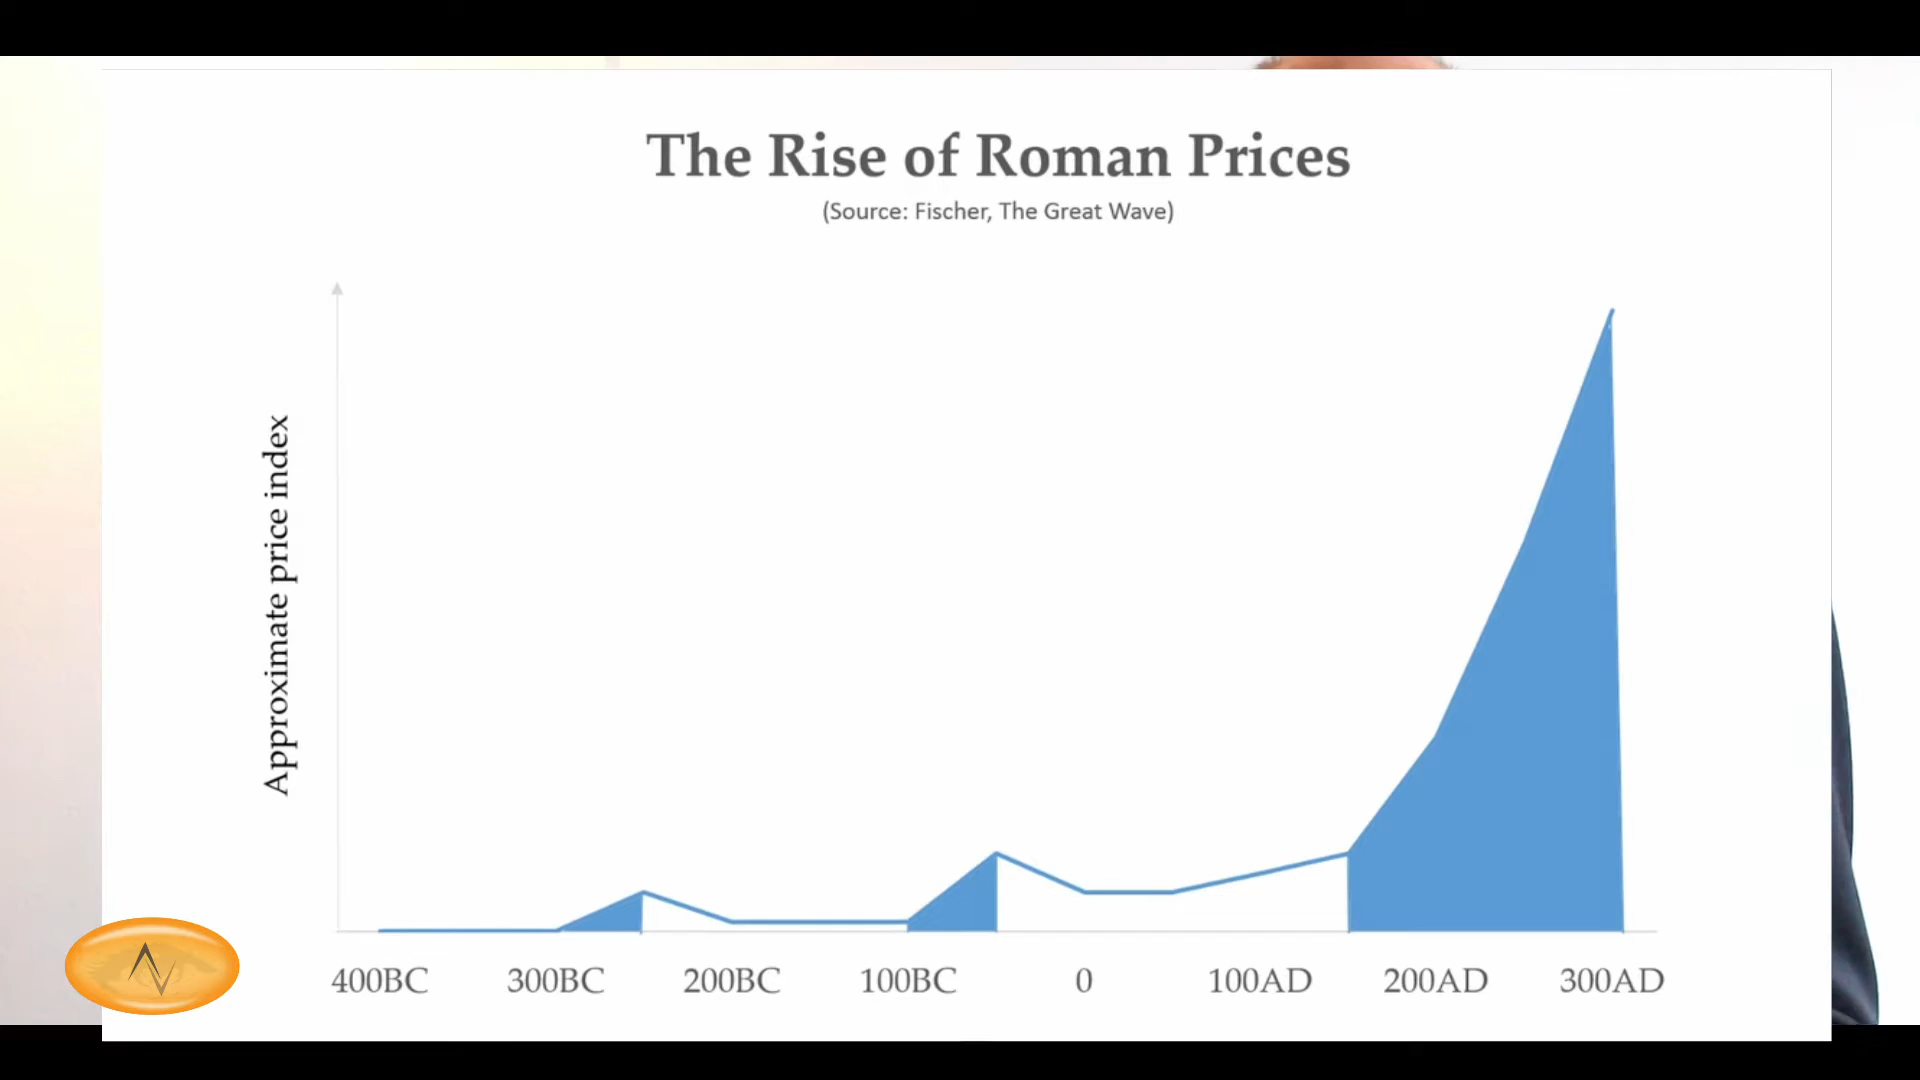 The Rise of Roman Prices
(Source: Fischer, The Great Wave)
Approximate price index
400BC 300BC 200BC 100BC 0 100AD 200AD 300AD